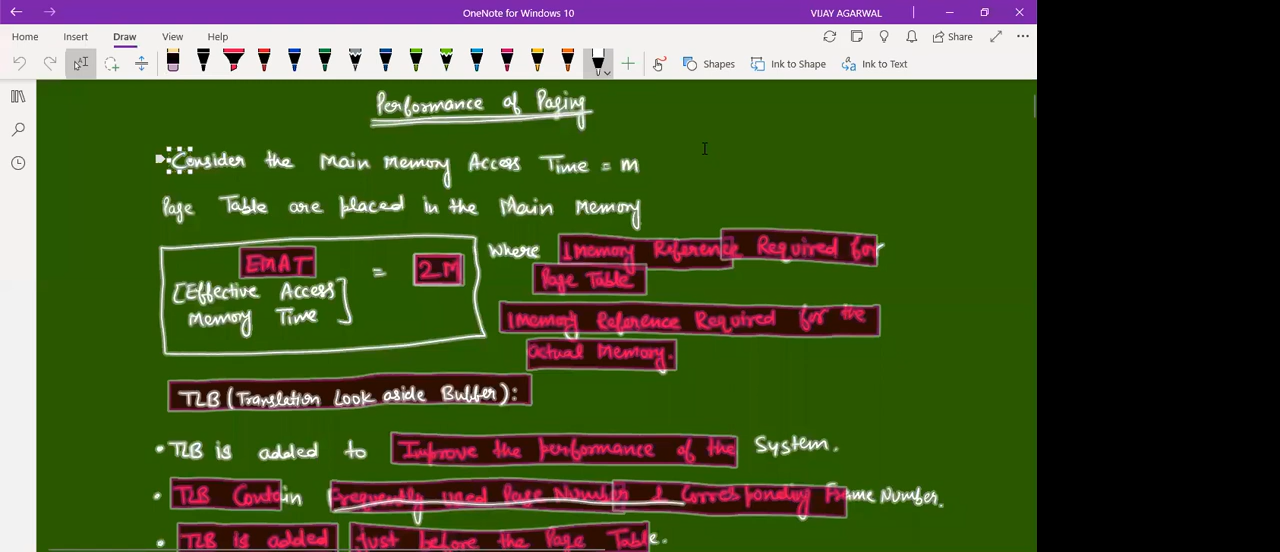 OneNote for Windows 10
VIJAY AGARWAL
Home Insert Draw View Help
Share
Shapes Ink to Shape Ink to Text
Performance of Paging
Consider the Main Memory Access Time = m
Page Table are placed in the Main Memory
EMAT = 2M
[Effective Access Memory Time]
Where 1 memory Reference Required for
Page Table
1 memory Reference Required for the
Actual Memory.
TLB (Translation Look aside Buffer):
• TLB is added to Improve the performance of the System.
• TLB Contain frequently used Page Number & Corresponding Frame Number.
• TLB is added Just before the Page Table.